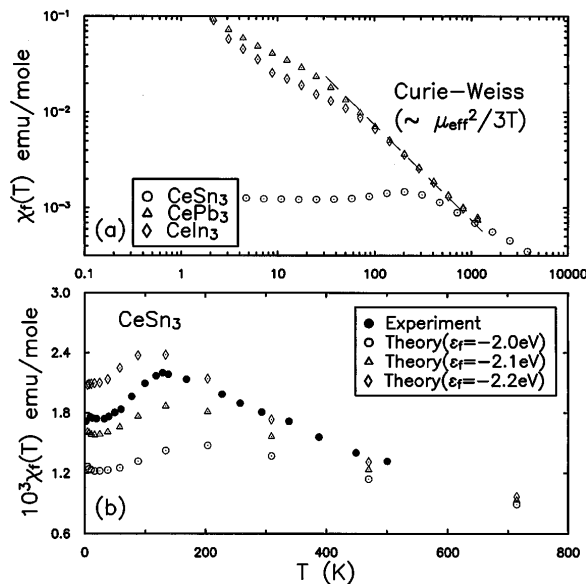 χf(T) emu/mole
10⁻¹
10⁻²
10⁻³
Curie–Weiss
(~ μeff²/3T)
CeSn₃
CePb₃
CeIn₃
(a)
0.1 1 10 100 1000 10000
10³χf(T) emu/mole
3.0
2.4
1.8
1.2
0.6
CeSn₃
Experiment
Theory(εf=−2.0eV)
Theory(εf=−2.1eV)
Theory(εf=−2.2eV)
(b)
0 200 400 600 800
T (K)